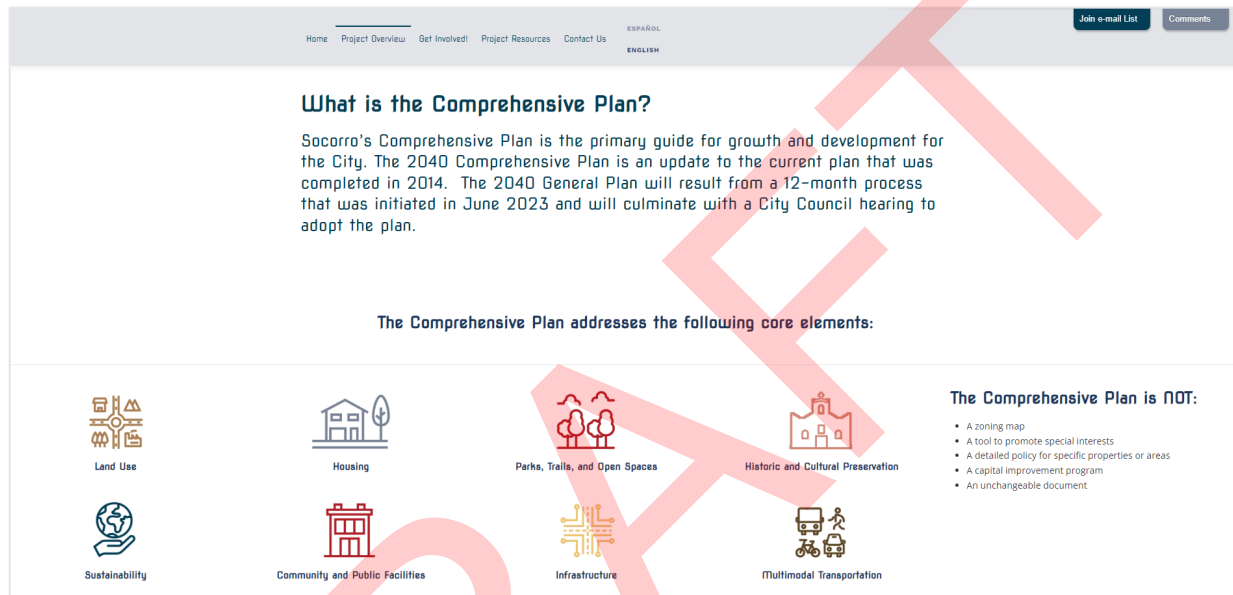 Home Project Overview Get Involved! Project Resources Contact Us
ESPAÑOL
ENGLISH
Join e-mail List
Comments
What is the Comprehensive Plan?
Socorro's Comprehensive Plan is the primary guide for growth and development for
the City. The 2040 Comprehensive Plan is an update to the current plan that was
completed in 2014. The 2040 General Plan will result from a 12-month process
that was initiated in June 2023 and will culminate with a City Council hearing to
adopt the plan.
The Comprehensive Plan addresses the following core elements:
Land Use
Housing
Parks, Trails, and Open Spaces
Historic and Cultural Preservation
Sustainability
Community and Public Facilities
Infrastructure
Multimodal Transportation
The Comprehensive Plan is NOT:
• A zoning map
• A tool to promote special interests
• A detailed policy for specific properties or areas
• A capital improvement program
• An unchangeable document
RAFT